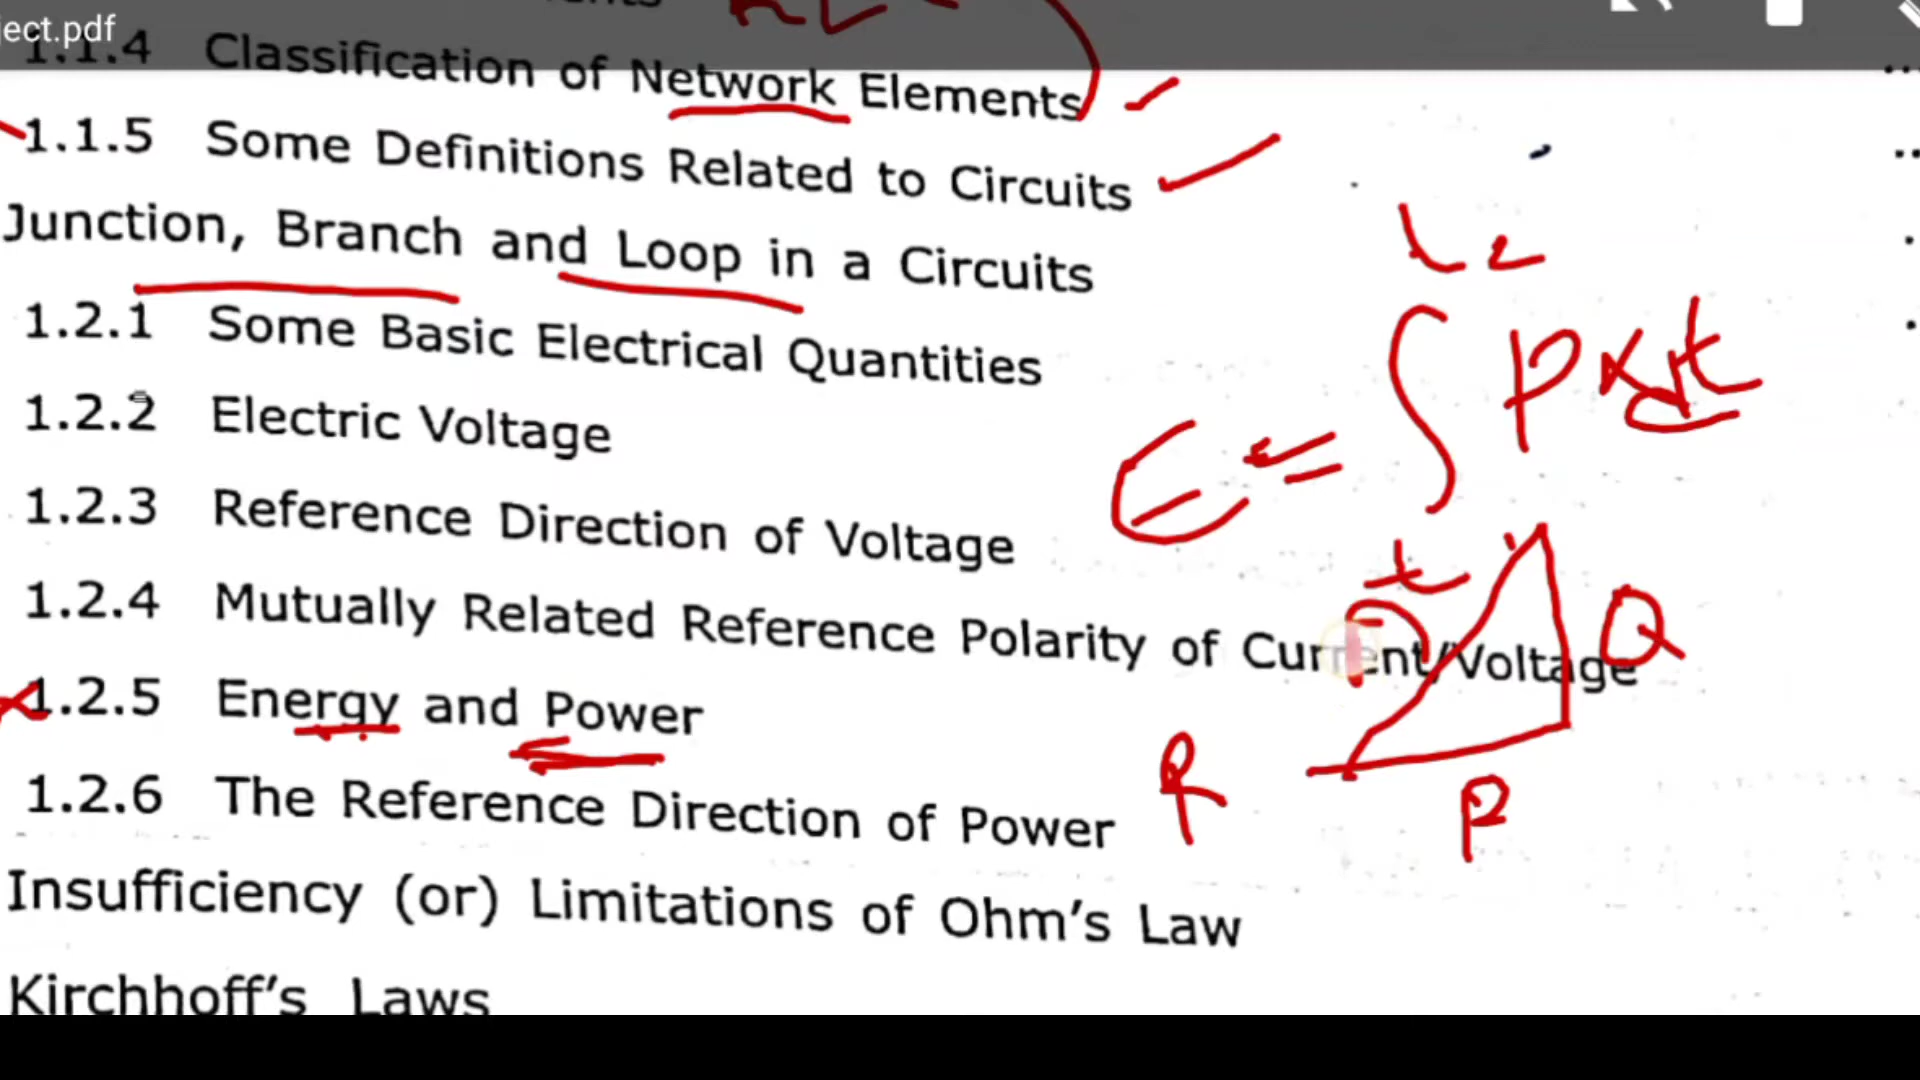 ject.pdf
1.1.4 Classification of Network Elements
1.1.5 Some Definitions Related to Circuits
Junction, Branch and Loop in a Circuits
1.2.1 Some Basic Electrical Quantities
1.2.2 Electric Voltage
1.2.3 Reference Direction of Voltage
1.2.4 Mutually Related Reference Polarity of Current/Voltage
1.2.5 Energy and Power
1.2.6 The Reference Direction of Power
Insufficiency (or) Limitations of Ohm's Law
Kirchhoff's Laws
E = ∫ P x dt
Q
P